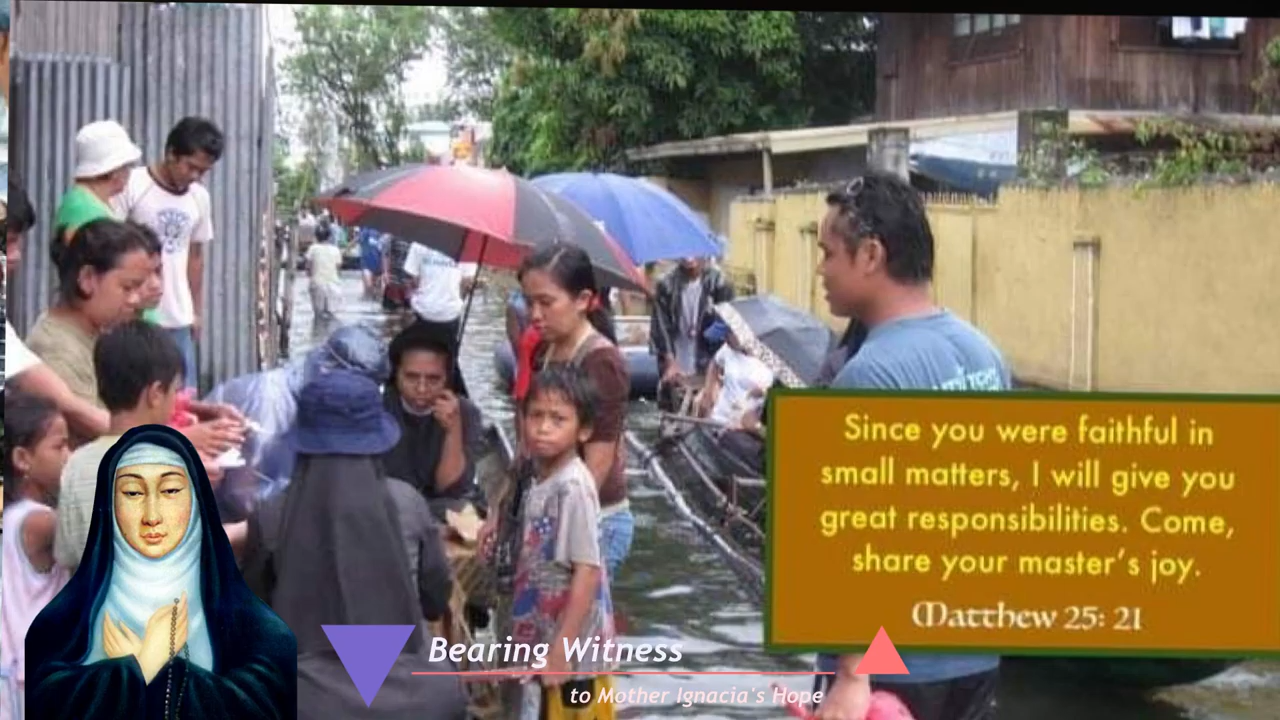 Since you were faithful in
small matters, I will give you
great responsibilities. Come,
share your master's joy.
Matthew 25: 21
Bearing Witness
to Mother Ignacia's Hope